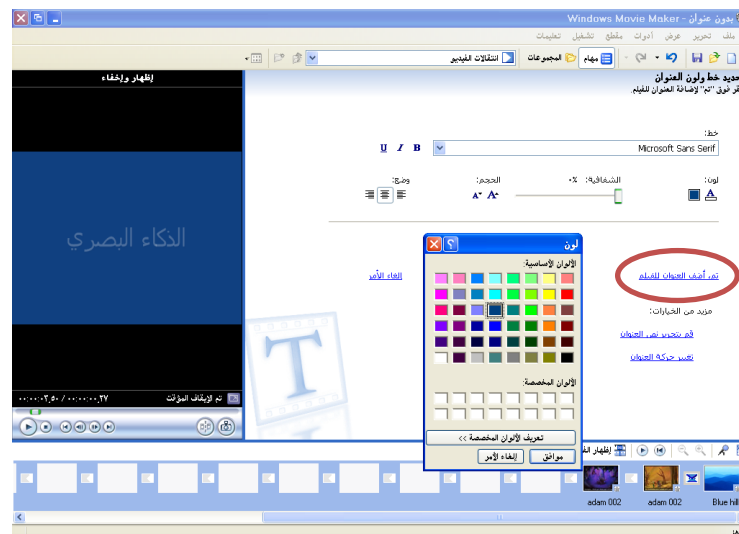 بدون عنوان - Windows Movie Maker
ملف تحرير عرض أدوات مقطع تشغيل تعليمات
مهام المجموعات انتقالات الفيديو
إظهار وإخفاء
الذكاء البصري
تم الإيقاف المؤقت
حديد خط ولون العنوان
قر فوق "تم" لإضافة العنوان للفيلم.
خط:
Microsoft Sans Serif
B I U
لون: الشفافية: ٠% الحجم: وضع:
تم، أضف العنوان للفيلم
إلغاء الأمر
مزيد من الخيارات:
قم بتحرير نص العنوان
تغيير حركة العنوان
لون
الألوان الأساسية:
الألوان المخصصة:
تعريف الألوان المخصصة >>
موافق إلغاء الأمر
adam 002
adam 002
Blue hill